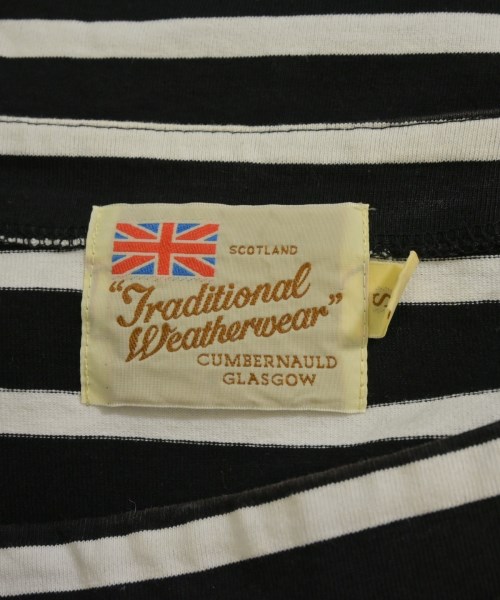 SCOTLAND
"Traditional
Weatherwear"
CUMBERNAULD
GLASGOW
S